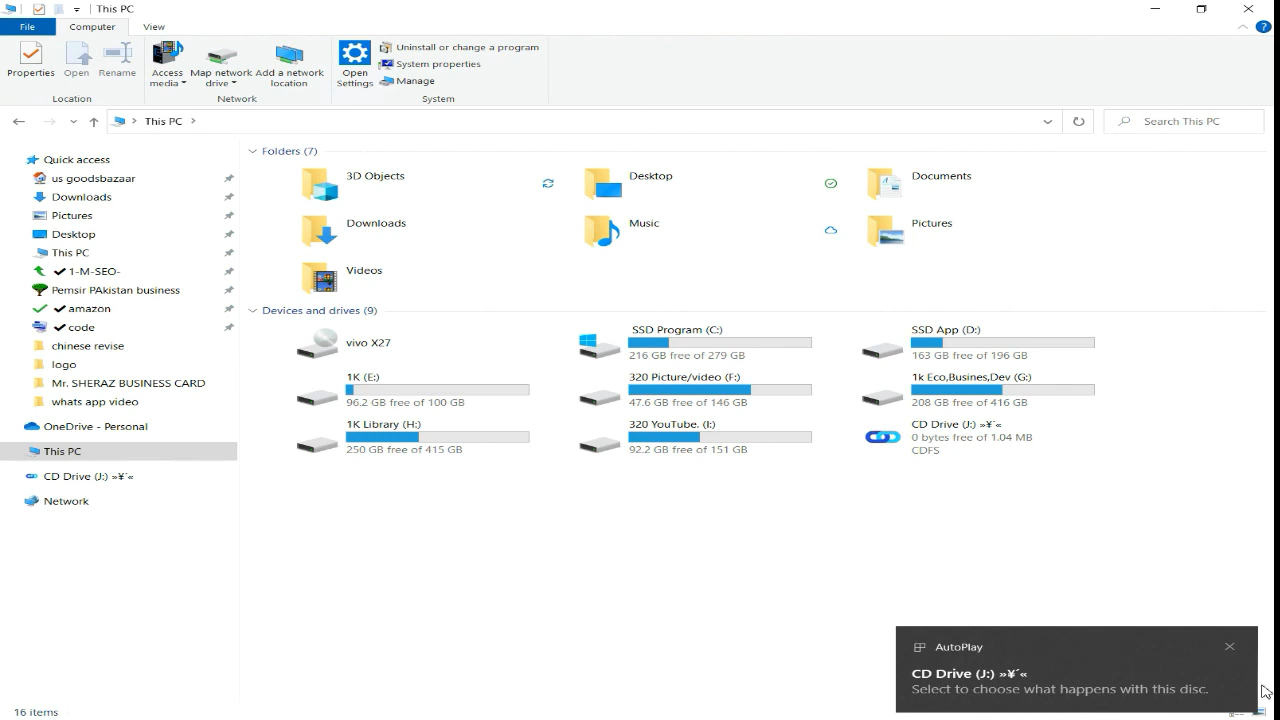 This PC
File
Computer
View
Properties
Open
Rename
Access media
Map network drive
Add a network location
Open Settings
Uninstall or change a program
System properties
Manage
Location
Network
System
This PC
Search This PC
Quick access
us goodsbazaar
Downloads
Pictures
Desktop
This PC
1-M-SEO-
Pemsir PAkistan business
amazon
code
chinese revise
logo
Mr. SHERAZ BUSINESS CARD
whats app video
OneDrive - Personal
This PC
CD Drive (J:) »¥´«
Network
Folders (7)
3D Objects
Desktop
Documents
Downloads
Music
Pictures
Videos
Devices and drives (9)
vivo X27
SSD Program (C:)
216 GB free of 279 GB
SSD App (D:)
163 GB free of 196 GB
1K (E:)
96.2 GB free of 100 GB
320 Picture/video (F:)
47.6 GB free of 146 GB
1k Eco,Busines,Dev (G:)
208 GB free of 416 GB
1K Library (H:)
250 GB free of 415 GB
320 YouTube. (I:)
92.2 GB free of 151 GB
CD Drive (J:) »¥´«
0 bytes free of 1.04 MB
CDFS
AutoPlay
CD Drive (J:) »¥´«
Select to choose what happens with this disc.
16 items